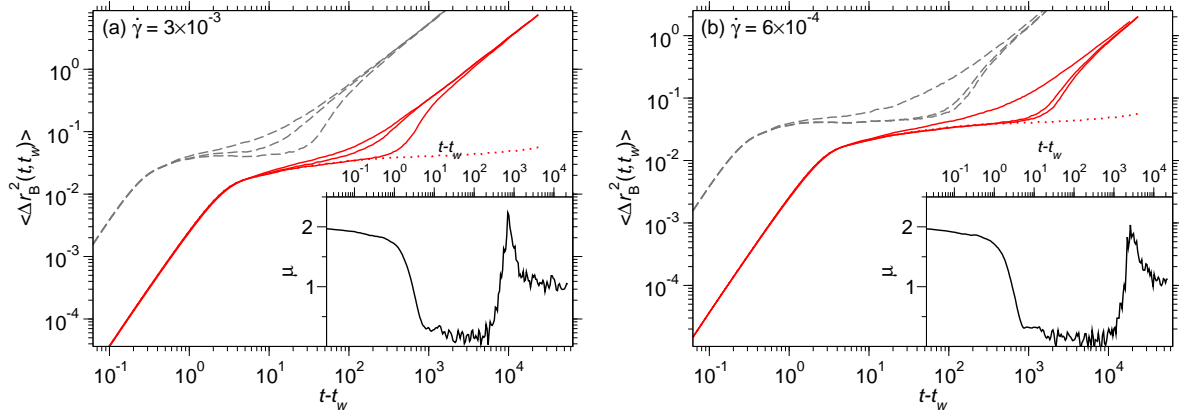 (a) γ̇ = 3×10⁻³
10⁰
10⁻¹
10⁻²
10⁻³
10⁻⁴
<Δr_B²(t,t_w)>
10⁻¹ 10⁰ 10¹ 10² 10³ 10⁴
t-t_w
t-t_w
10⁻¹ 10⁰ 10¹ 10² 10³ 10⁴
2
1
μ
(b) γ̇ = 6×10⁻⁴
10⁰
10⁻¹
10⁻²
10⁻³
10⁻⁴
<Δr_B²(t,t_w)>
10⁻¹ 10⁰ 10¹ 10² 10³ 10⁴
t-t_w
t-t_w
10⁻¹ 10⁰ 10¹ 10² 10³ 10⁴
2
1
μ